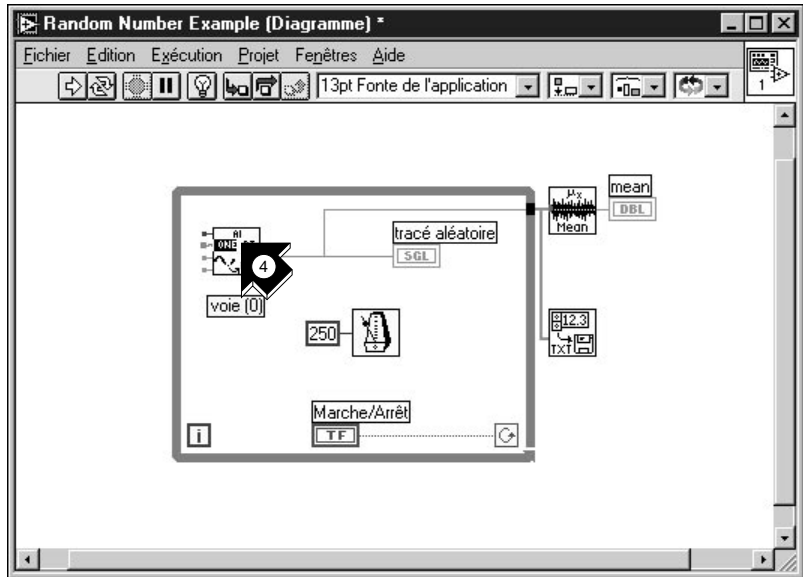 Random Number Example (Diagramme) *
Fichier Edition Exécution Projet Fenêtres Aide
13pt Fonte de l'application
1
mean
μx
DBL
Mean
AI
ONE
tracé aléatoire
SGL
4
voie (0)
250
12.3
TXT
Marche/Arrêt
TF
i